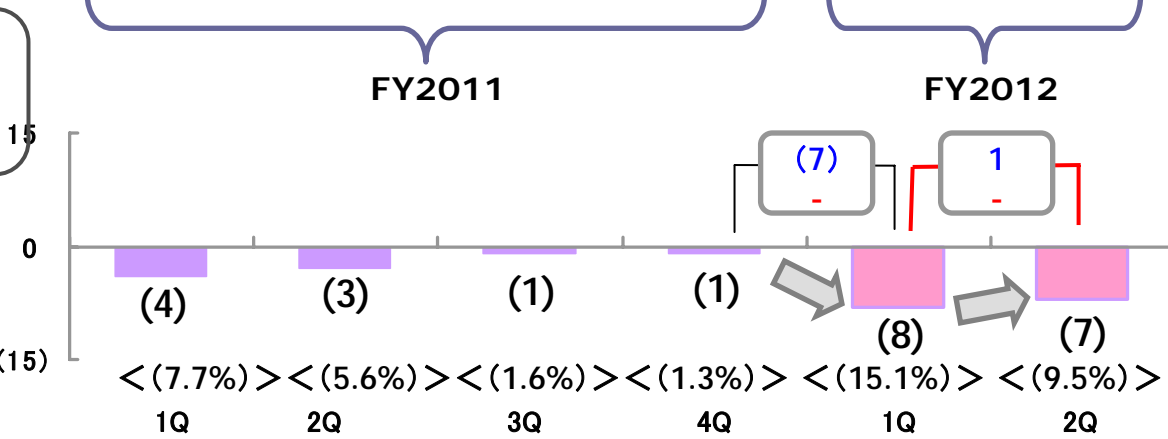 FY2011 FY2012
15
(7) 1
- -
0
(4) (3) (1) (1) (8) (7)
(15)
<(7.7%)> <(5.6%)> <(1.6%)> <(1.3%)> <(15.1%)> <(9.5%)>
1Q 2Q 3Q 4Q 1Q 2Q